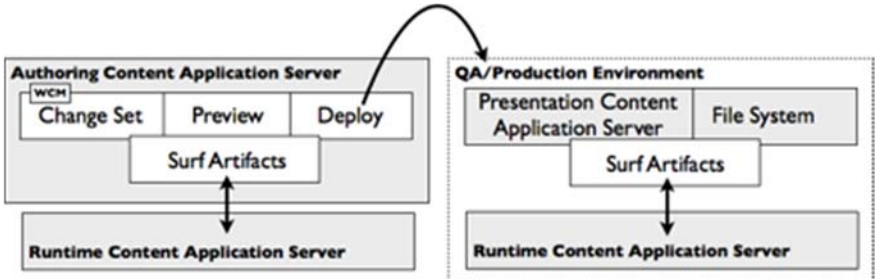 Authoring Content Application Server
WCM
Change Set
Preview
Deploy
Surf Artifacts
Runtime Content Application Server
QA/Production Environment
Presentation Content
Application Server
File System
Surf Artifacts
Runtime Content Application Server